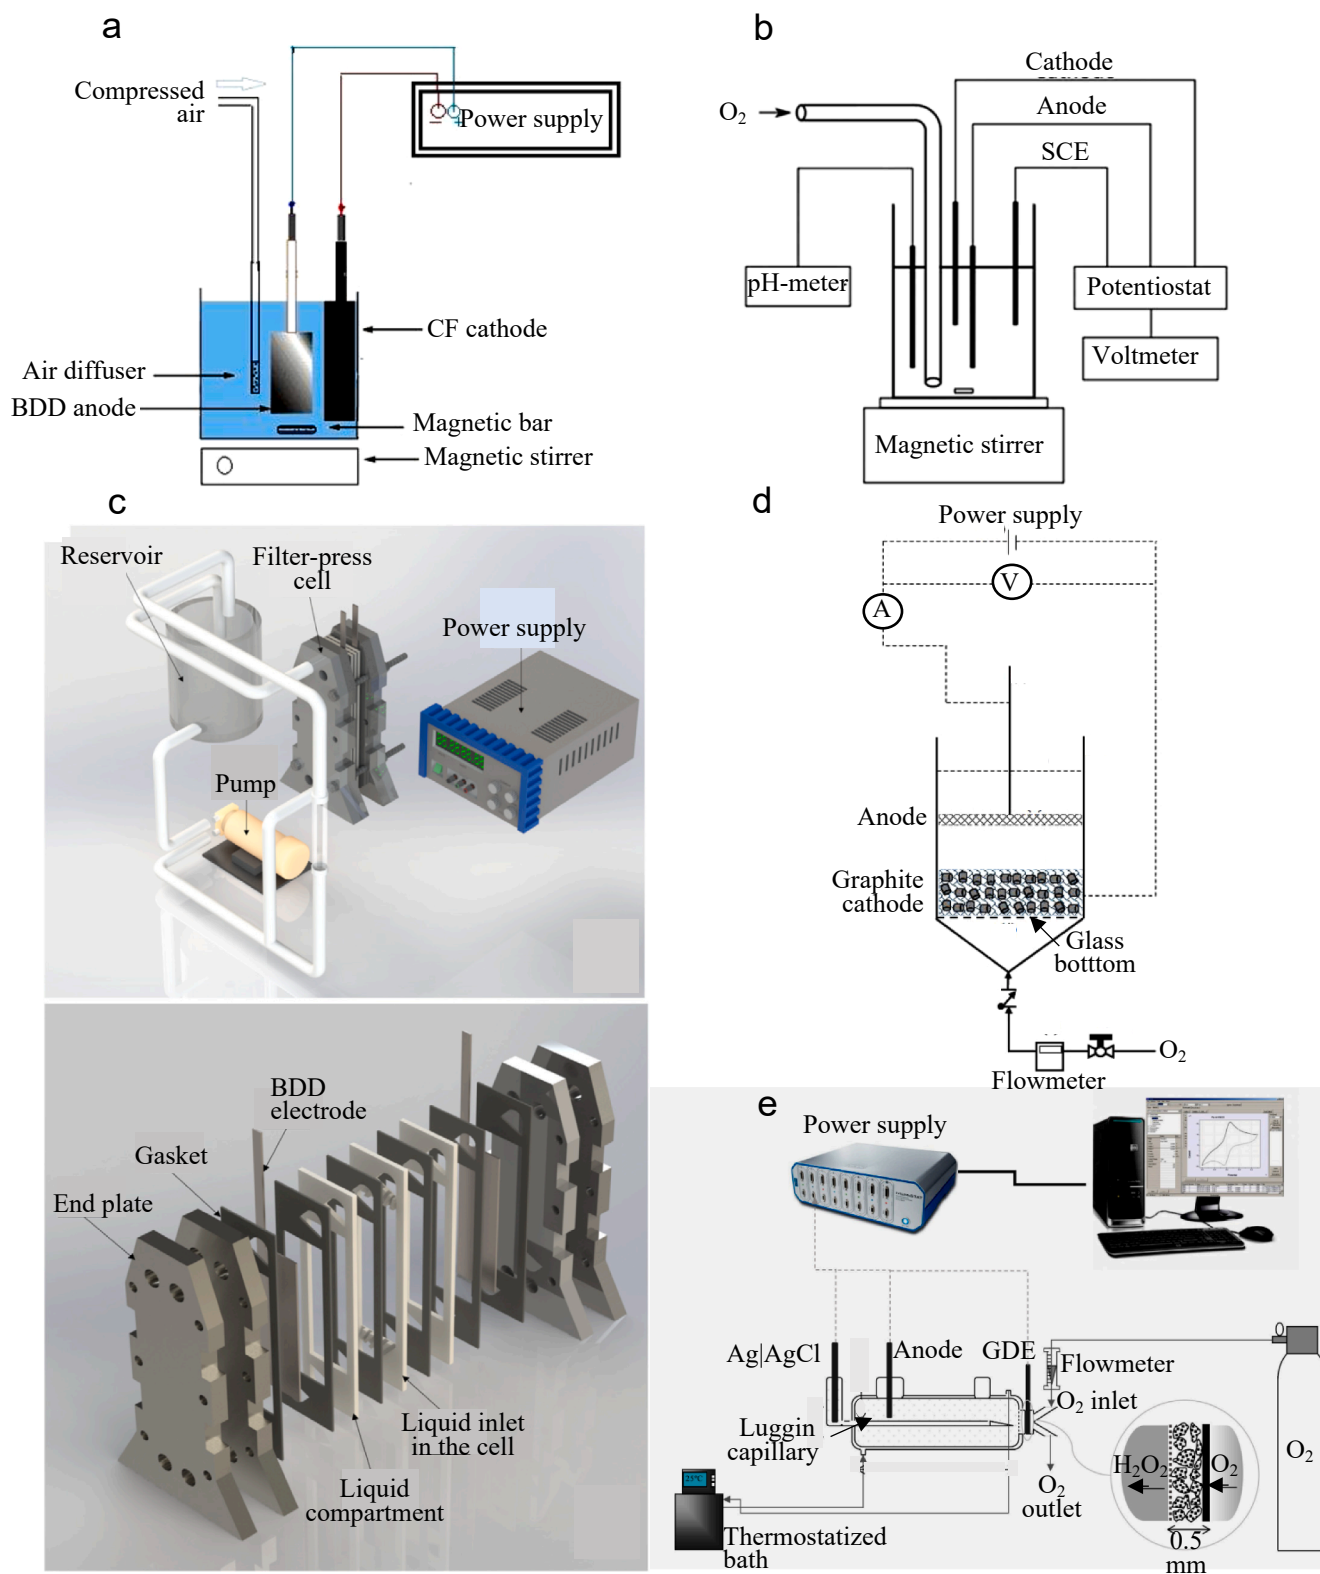 a
Compressed
air
−
+
Power supply
CF cathode
Air diffuser
BDD anode
Magnetic bar
Magnetic stirrer
b
Cathode
O2
Anode
SCE
pH-meter
Potentiostat
Voltmeter
Magnetic stirrer
c
Reservoir
Filter-press
cell
Power supply
Pump
BDD
electrode
Gasket
End plate
Liquid inlet
in the cell
Liquid
compartment
d
Power supply
V
A
Anode
Graphite
cathode
Glass
botttom
O2
Flowmeter
e
Power supply
Ag|AgCl
Anode
GDE
Flowmeter
O2 inlet
Luggin
capillary
O2
outlet
H2O2
O2
O2
0.5
mm
25°C
Thermostatized
bath